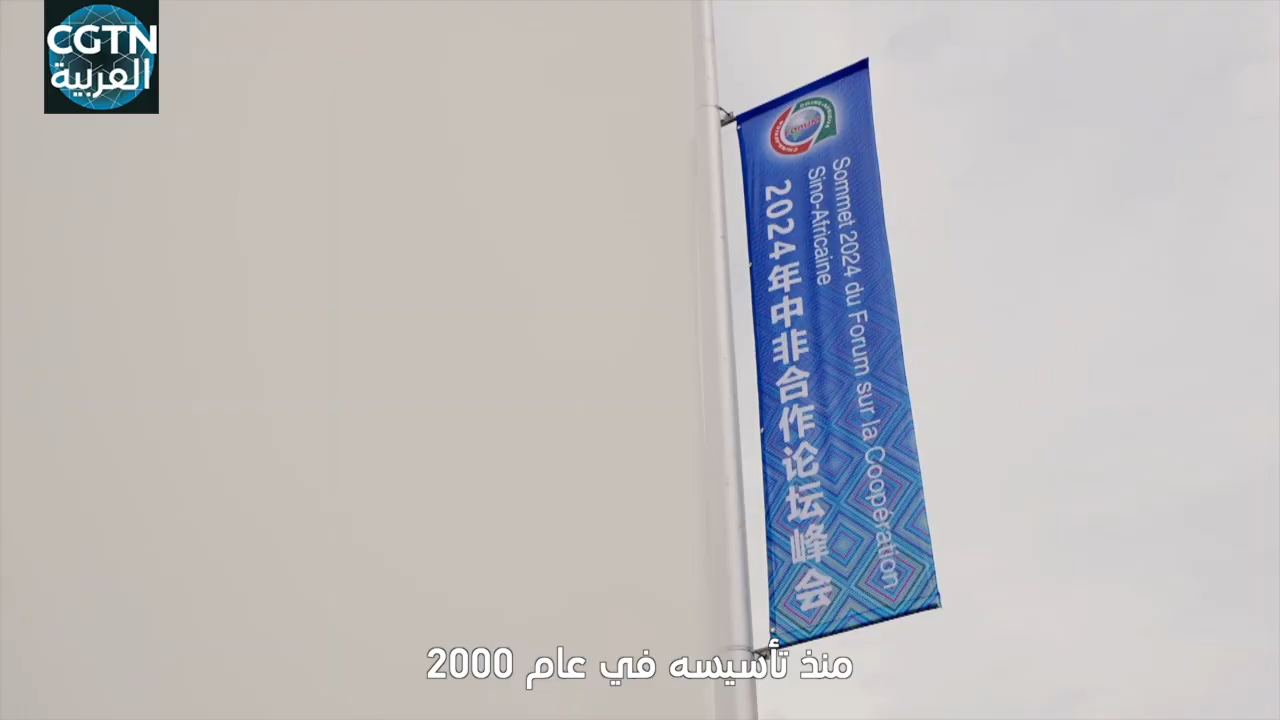 CGTN
العربية
Sommet 2024 du Forum sur la Coopération
Sino-Africaine
2024年中非合作论坛峰会
منذ تأسيسه في عام 2000